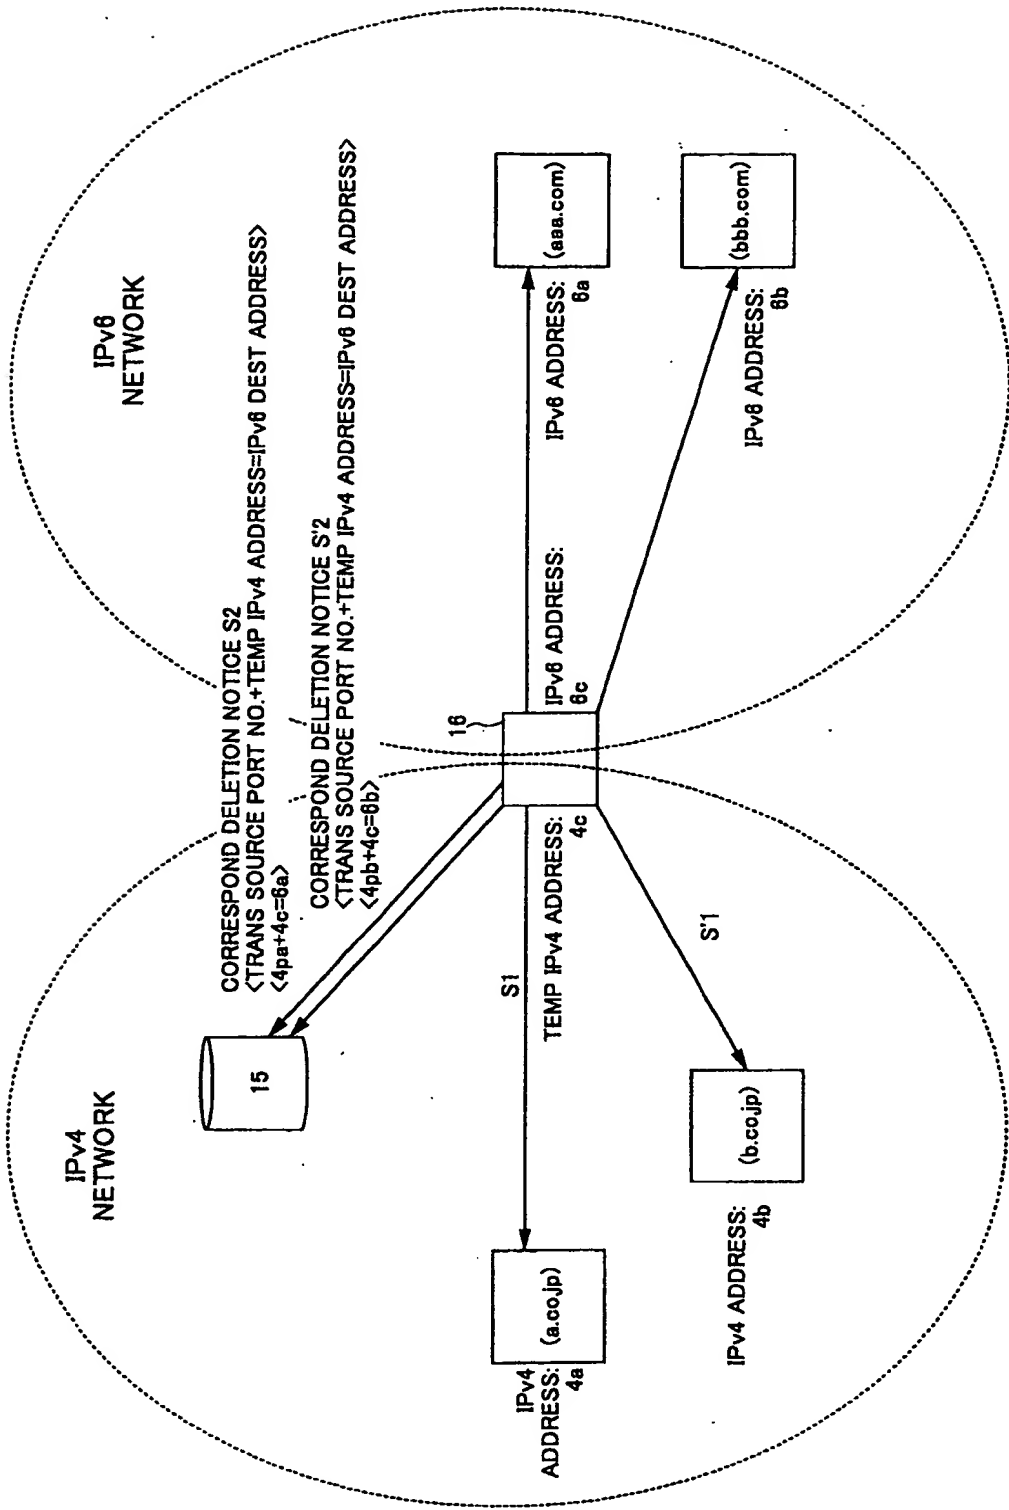 IPv4
NETWORK
IPv6
NETWORK
CORRESPOND DELETION NOTICE S2
<TRANS SOURCE PORT NO.+TEMP IPv4 ADDRESS=IPv6 DEST ADDRESS>
<4pa+4c=6a>
CORRESPOND DELETION NOTICE S'2
<TRANS SOURCE PORT NO.+TEMP IPv4 ADDRESS=IPv6 DEST ADDRESS>
<4pb+4c=6b>
15
16
S1
TEMP IPv4 ADDRESS:
4c
IPv6 ADDRESS:
6c
(aaa.com)
IPv6 ADDRESS:
6a
(a.co.jp)
IPv4
ADDRESS:
4a
S'1
(b.co.jp)
IPv4 ADDRESS:
4b
(bbb.com)
IPv6 ADDRESS:
6b